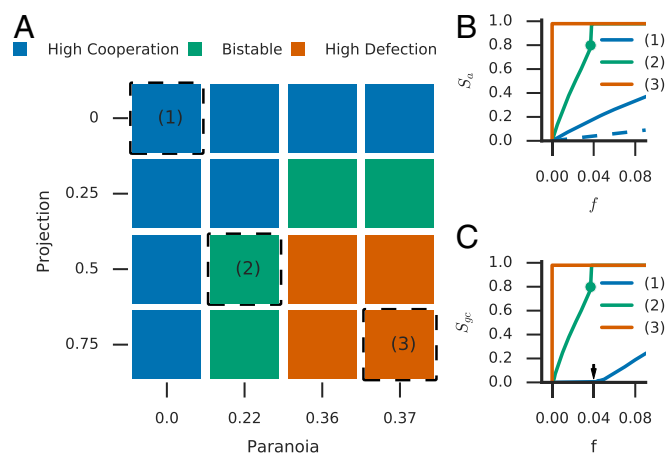 A
High Cooperation Bistable High Defection
Projection
0
0.25
0.5
0.75
(1)
(2)
(3)
0.0 0.22 0.36 0.37
Paranoia
B
S_a
1.0
0.8
0.6
0.4
0.2
0.0
(1)
(2)
(3)
0.00 0.04 0.08
f
C
S_gc
1.0
0.8
0.6
0.4
0.2
0.0
(1)
(2)
(3)
0.00 0.04 0.08
f